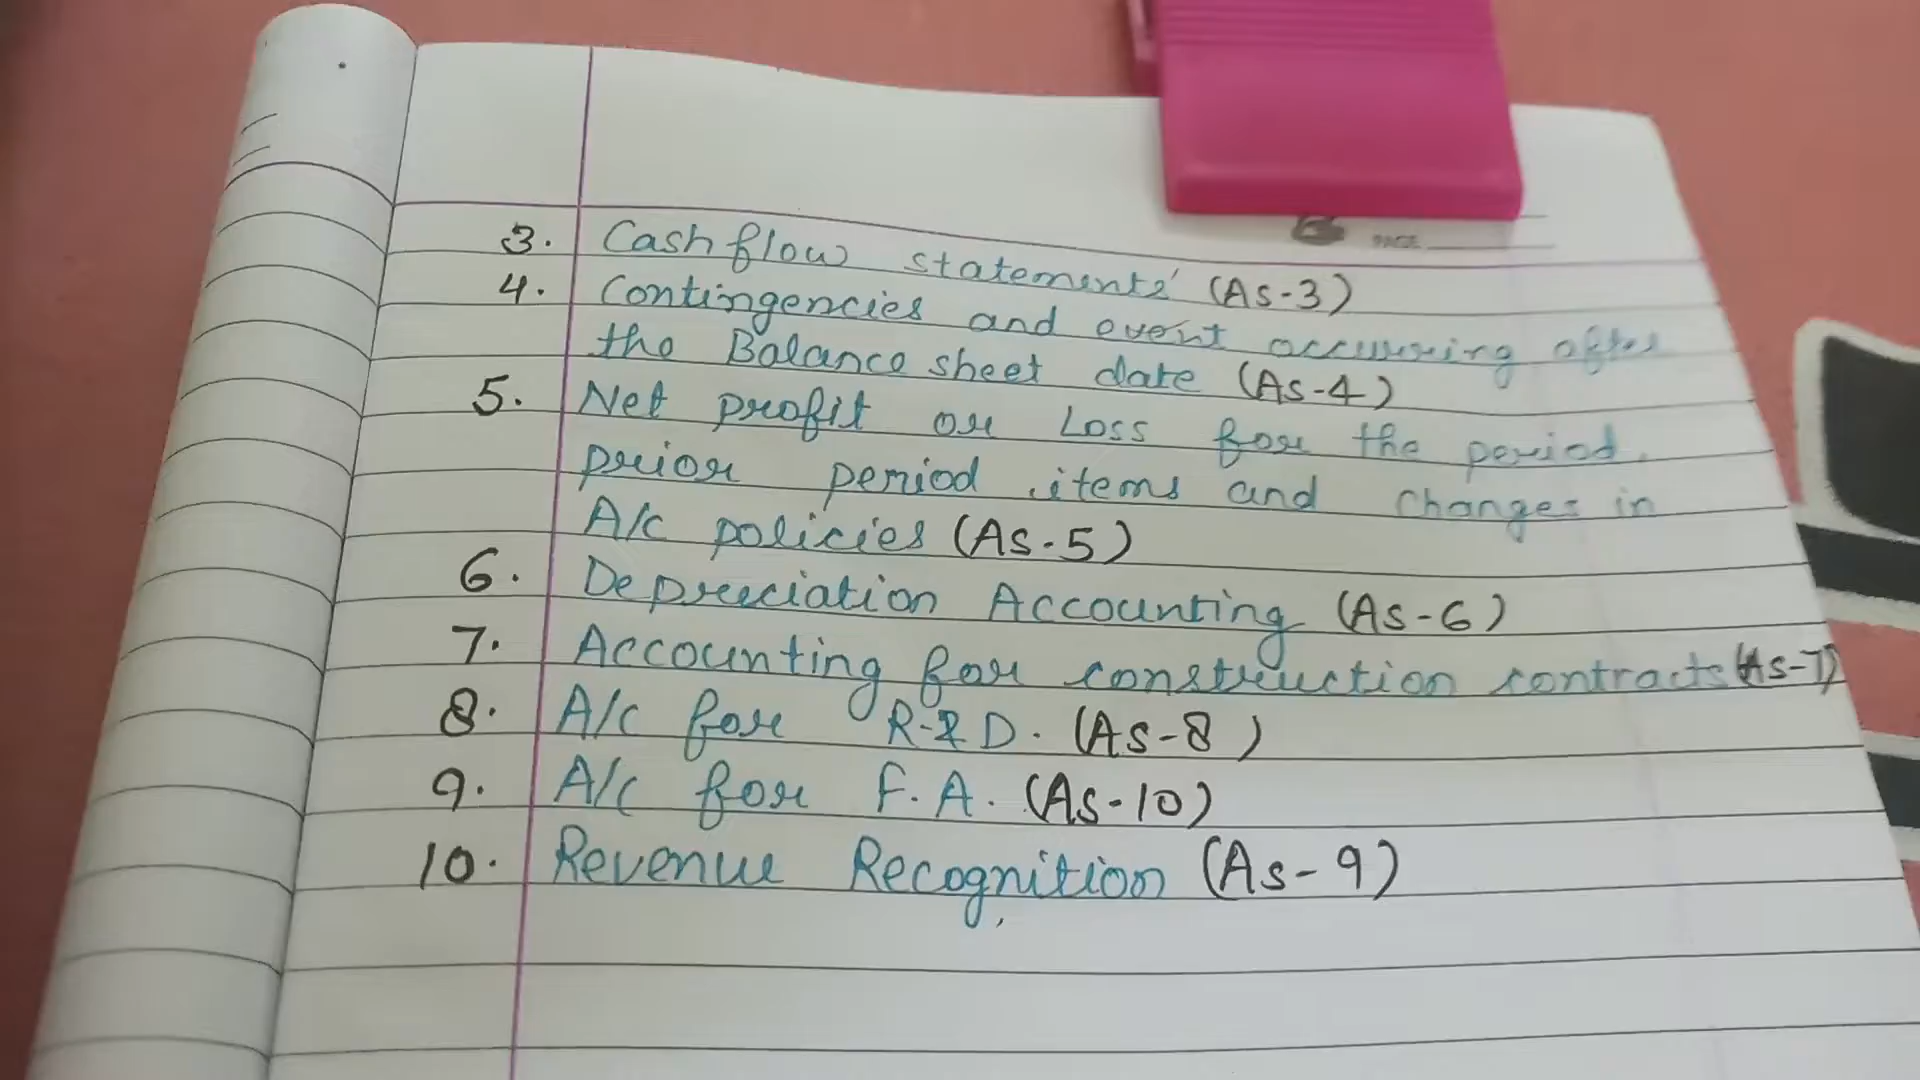 PAGE
3. Cash flow statements (As-3)
4. Contingencies and event occurring after
the Balance sheet date (As-4)
5. Net profit or Loss for the period.
prior period items and changes in
A/c policies (As-5)
6. Depreciation Accounting (As-6)
7. Accounting for construction contracts (As-7)
8. A/c for R&D. (As-8)
9. A/c for F.A. (As-10)
10. Revenue Recognition (As-9)